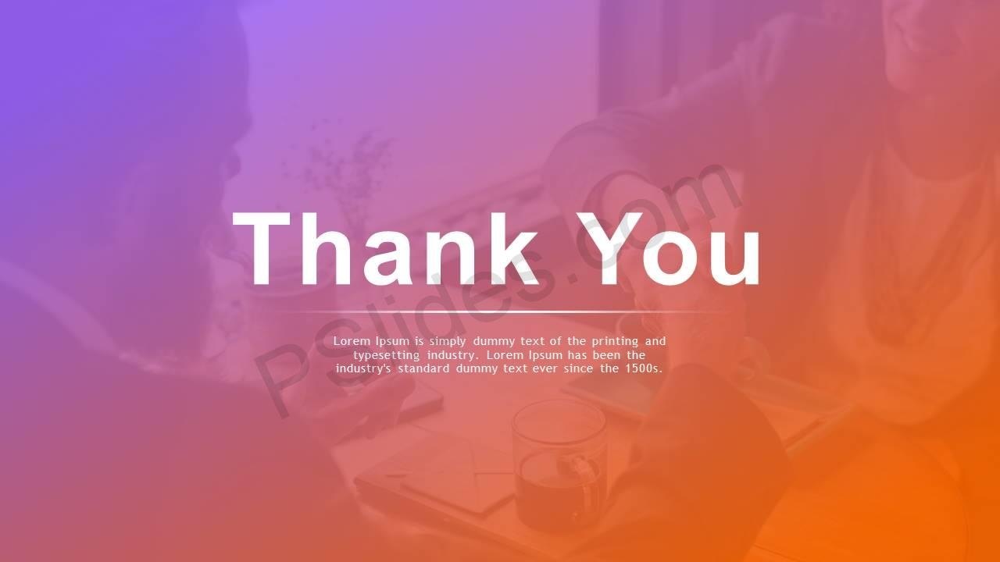 Thank You
PSlides.com
Lorem Ipsum is simply dummy text of the printing and
typesetting industry. Lorem Ipsum has been the
industry's standard dummy text ever since the 1500s.